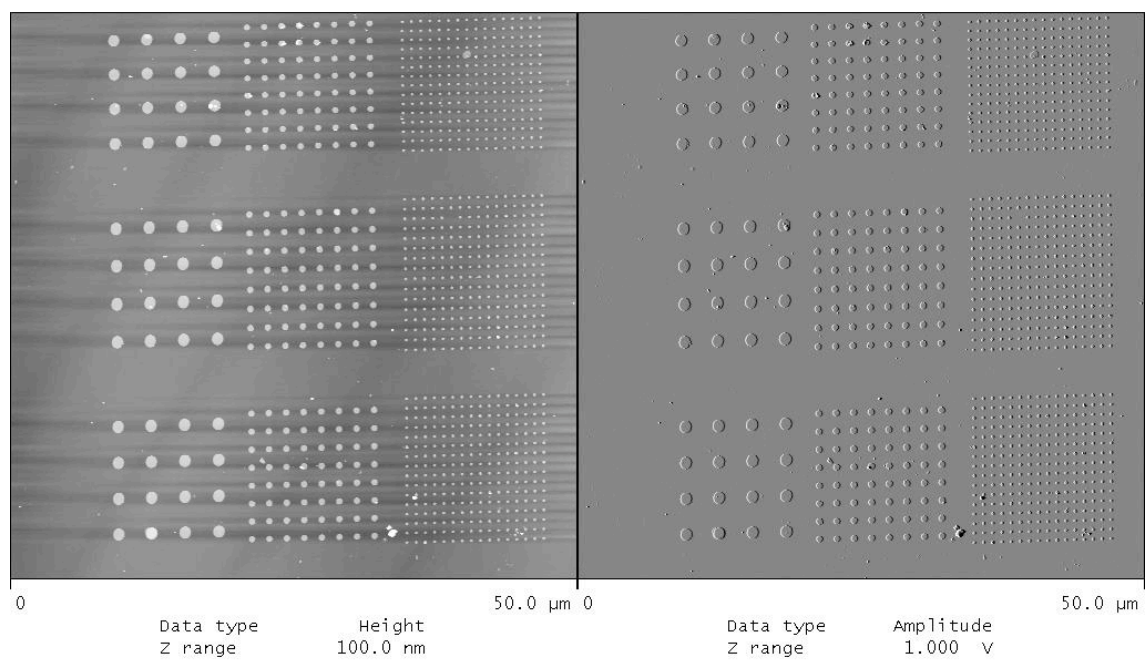 0 50.0 µm 0 50.0 µm
Data type Height Data type Amplitude
Z range 100.0 nm Z range 1.000 V